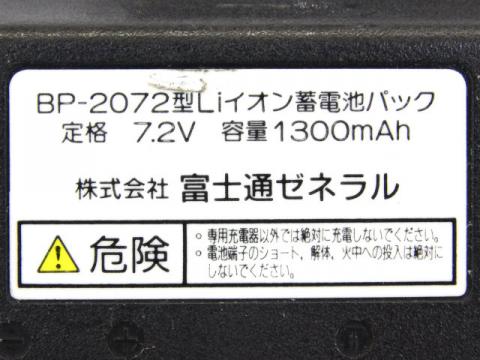 BP-2072型Liイオン蓄電池パック
定格 7.2V 容量1300mAh
株式会社 富士通ゼネラル
危険
。専用充電器以外では絶対に充電しないでください。
。電池端子のショート、解体、火中への投入は絶対に
しないでください。
+